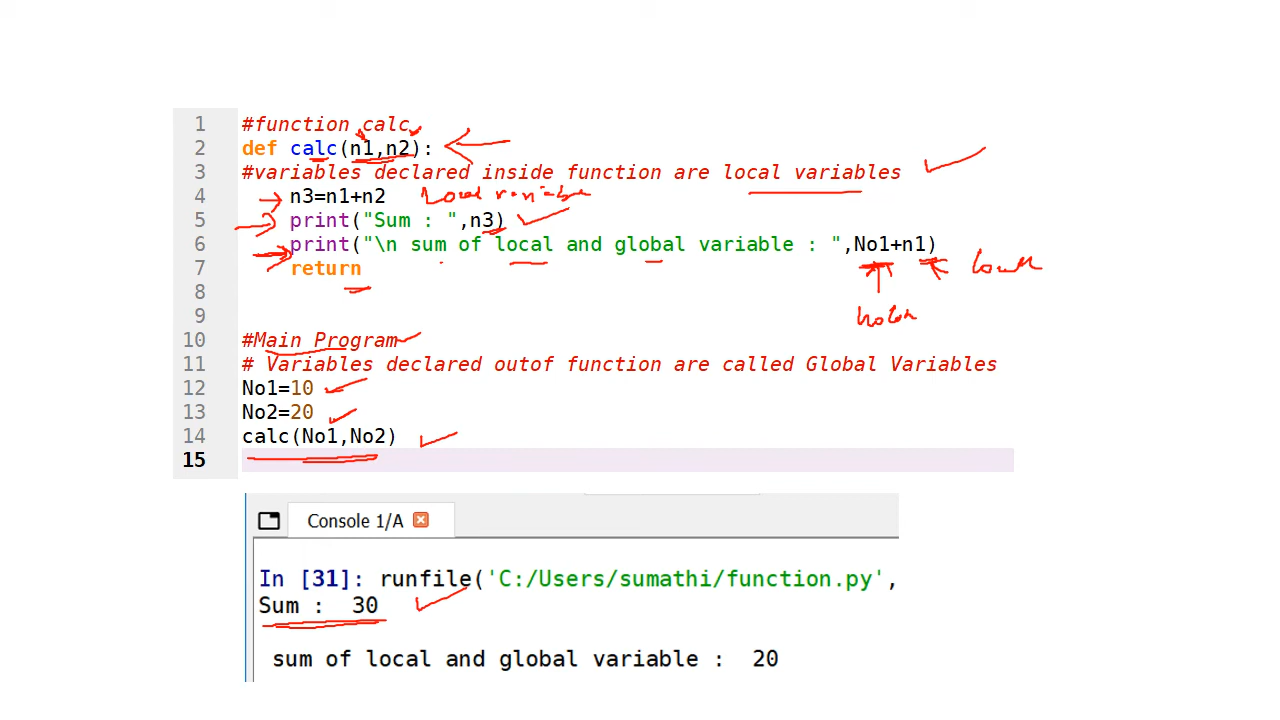 1 #function calc
2 def calc(n1,n2):
3 #variables declared inside function are local variables
4 n3=n1+n2 Local variable
5 print("Sum : ",n3)
6 print("\n sum of local and global variable : ",No1+n1)
7 return
8
9
10 #Main Program
11 # Variables declared outof function are called Global Variables
12 No1=10
13 No2=20
14 calc(No1,No2)
15
Console 1/A
In [31]: runfile('C:/Users/sumathi/function.py',
Sum :  30
sum of local and global variable :  20